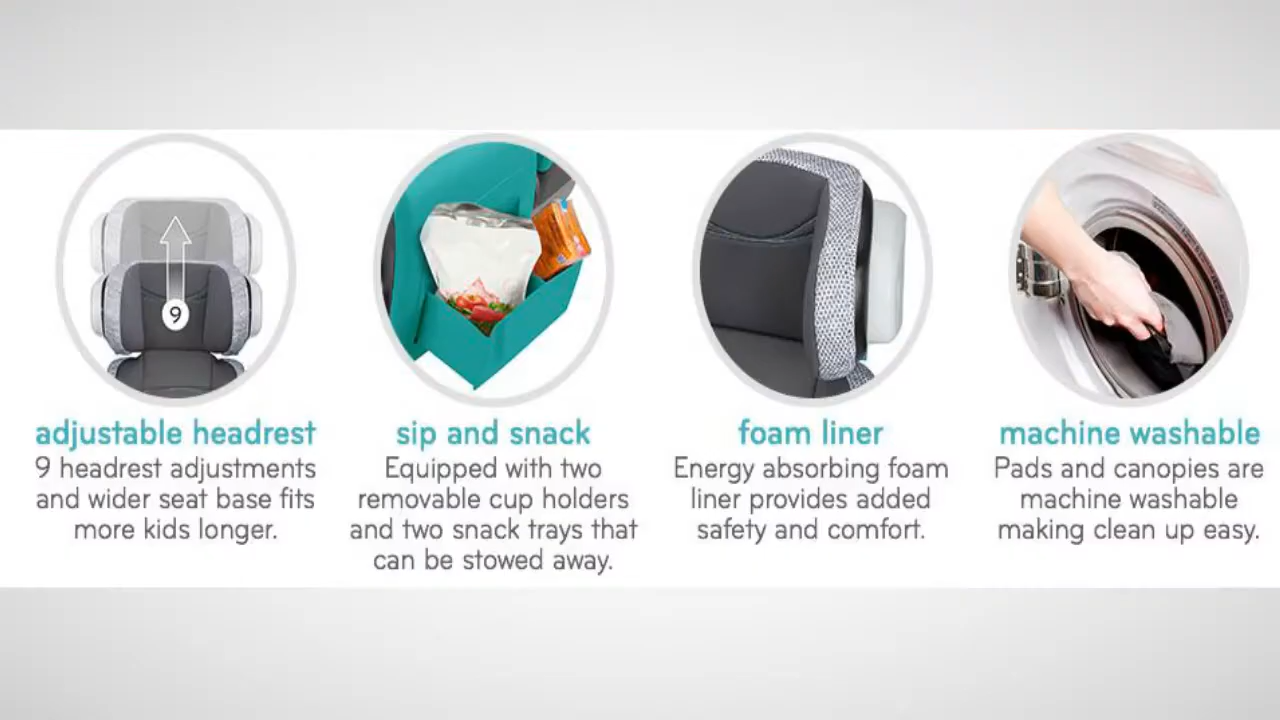 9
adjustable headrest
9 headrest adjustments
and wider seat base fits
more kids longer.
sip and snack
Equipped with two
removable cup holders
and two snack trays that
can be stowed away.
foam liner
Energy absorbing foam
liner provides added
safety and comfort.
machine washable
Pads and canopies are
machine washable
making clean up easy.